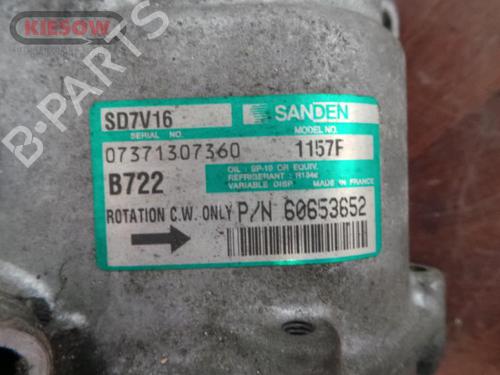 KIESOW
B-PARTS
SD7V16
SANDEN
SERIAL NO.
MODEL NO.
07371307360
1157F
B722
OIL : SP-10 OR EQUIV.
REFRIGERANT : R134a
VARIABLE DISP. MADE IN FRANCE
ROTATION C.W. ONLY P/N 60653652